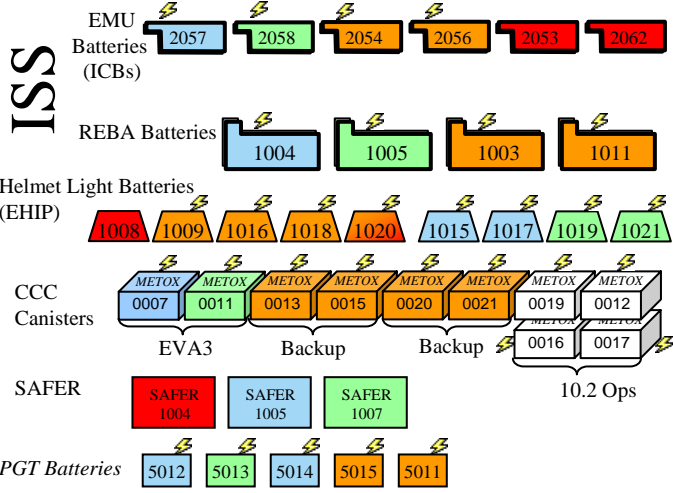 ISS
EMU
Batteries
(ICBs)
2057 2058 2054 2056 2053 2062
REBA Batteries
1004 1005 1003 1011
Helmet Light Batteries
(EHIP)
1008 1009 1016 1018 1020 1015 1017 1019 1021
CCC
Canisters
METOX METOX METOX METOX METOX METOX METOX METOX
0007 0011 0013 0015 0020 0021 0019 0012
METOX METOX
0016 0017
EVA3 Backup Backup
10.2 Ops
SAFER
SAFER SAFER SAFER
1004 1005 1007
PGT Batteries
5012 5013 5014 5015 5011